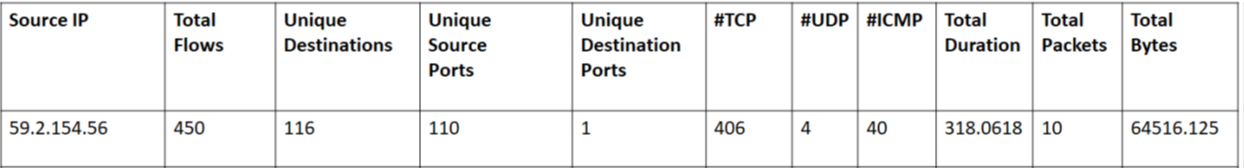 Source IP Total Flows Unique Destinations Unique Source Ports Unique Destination Ports #TCP #UDP #ICMP Total Duration Total Packets Total Bytes
59.2.154.56 450 116 110 1 406 4 40 318.0618 10 64516.125